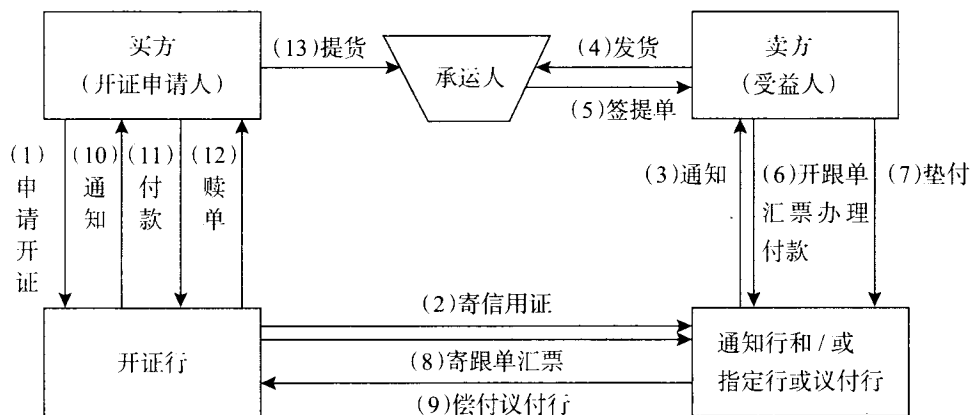 买方
(开证申请人)
(13)提货
承运人
(4)发货
(5)签提单
卖方
(受益人)
(1)
申
请
开
证
(10)
通
知
(11)
付
款
(12)
赎
单
(3)通知
(6)开跟单
汇票办理
付款
(7)垫付
开证行
(2)寄信用证
(8)寄跟单汇票
(9)偿付议付行
通知行和/或
指定行或议付行